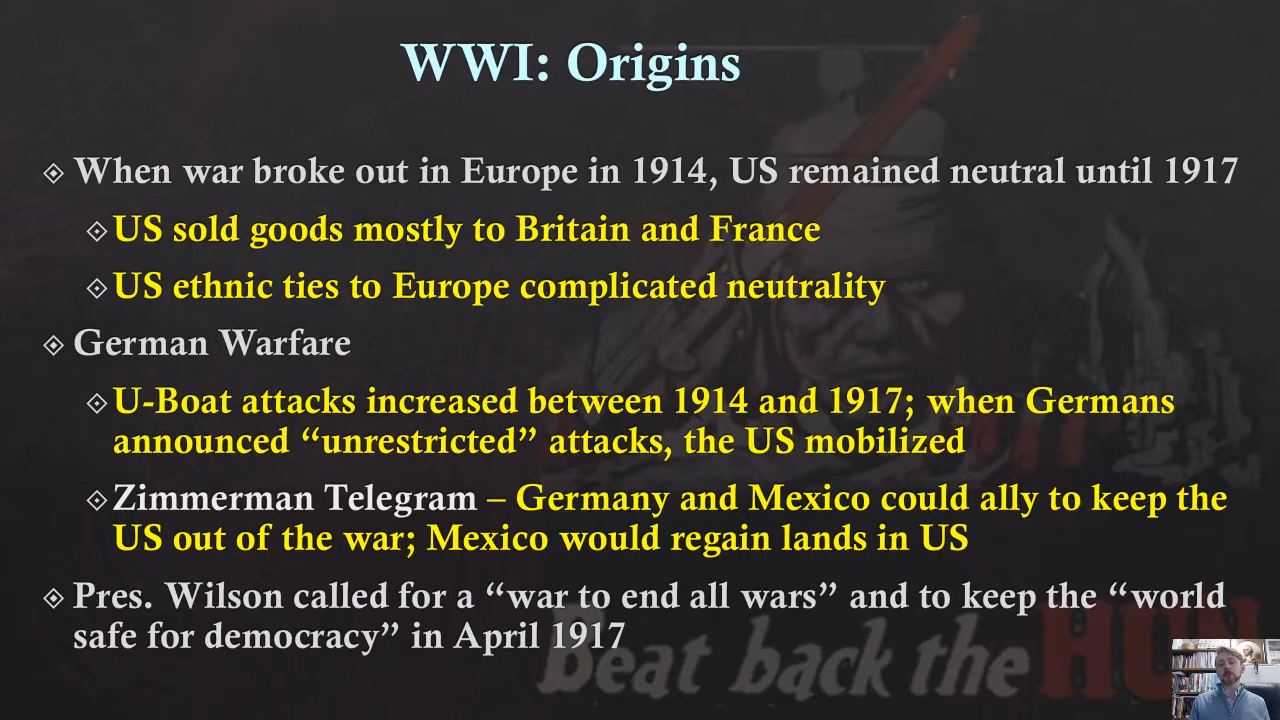 WWI: Origins
When war broke out in Europe in 1914, US remained neutral until 1917
US sold goods mostly to Britain and France
US ethnic ties to Europe complicated neutrality
German Warfare
U-Boat attacks increased between 1914 and 1917; when Germans
announced “unrestricted” attacks, the US mobilized
Zimmerman Telegram – Germany and Mexico could ally to keep the
US out of the war; Mexico would regain lands in US
Pres. Wilson called for a “war to end all wars” and to keep the “world
safe for democracy” in April 1917
Beat back the HUN